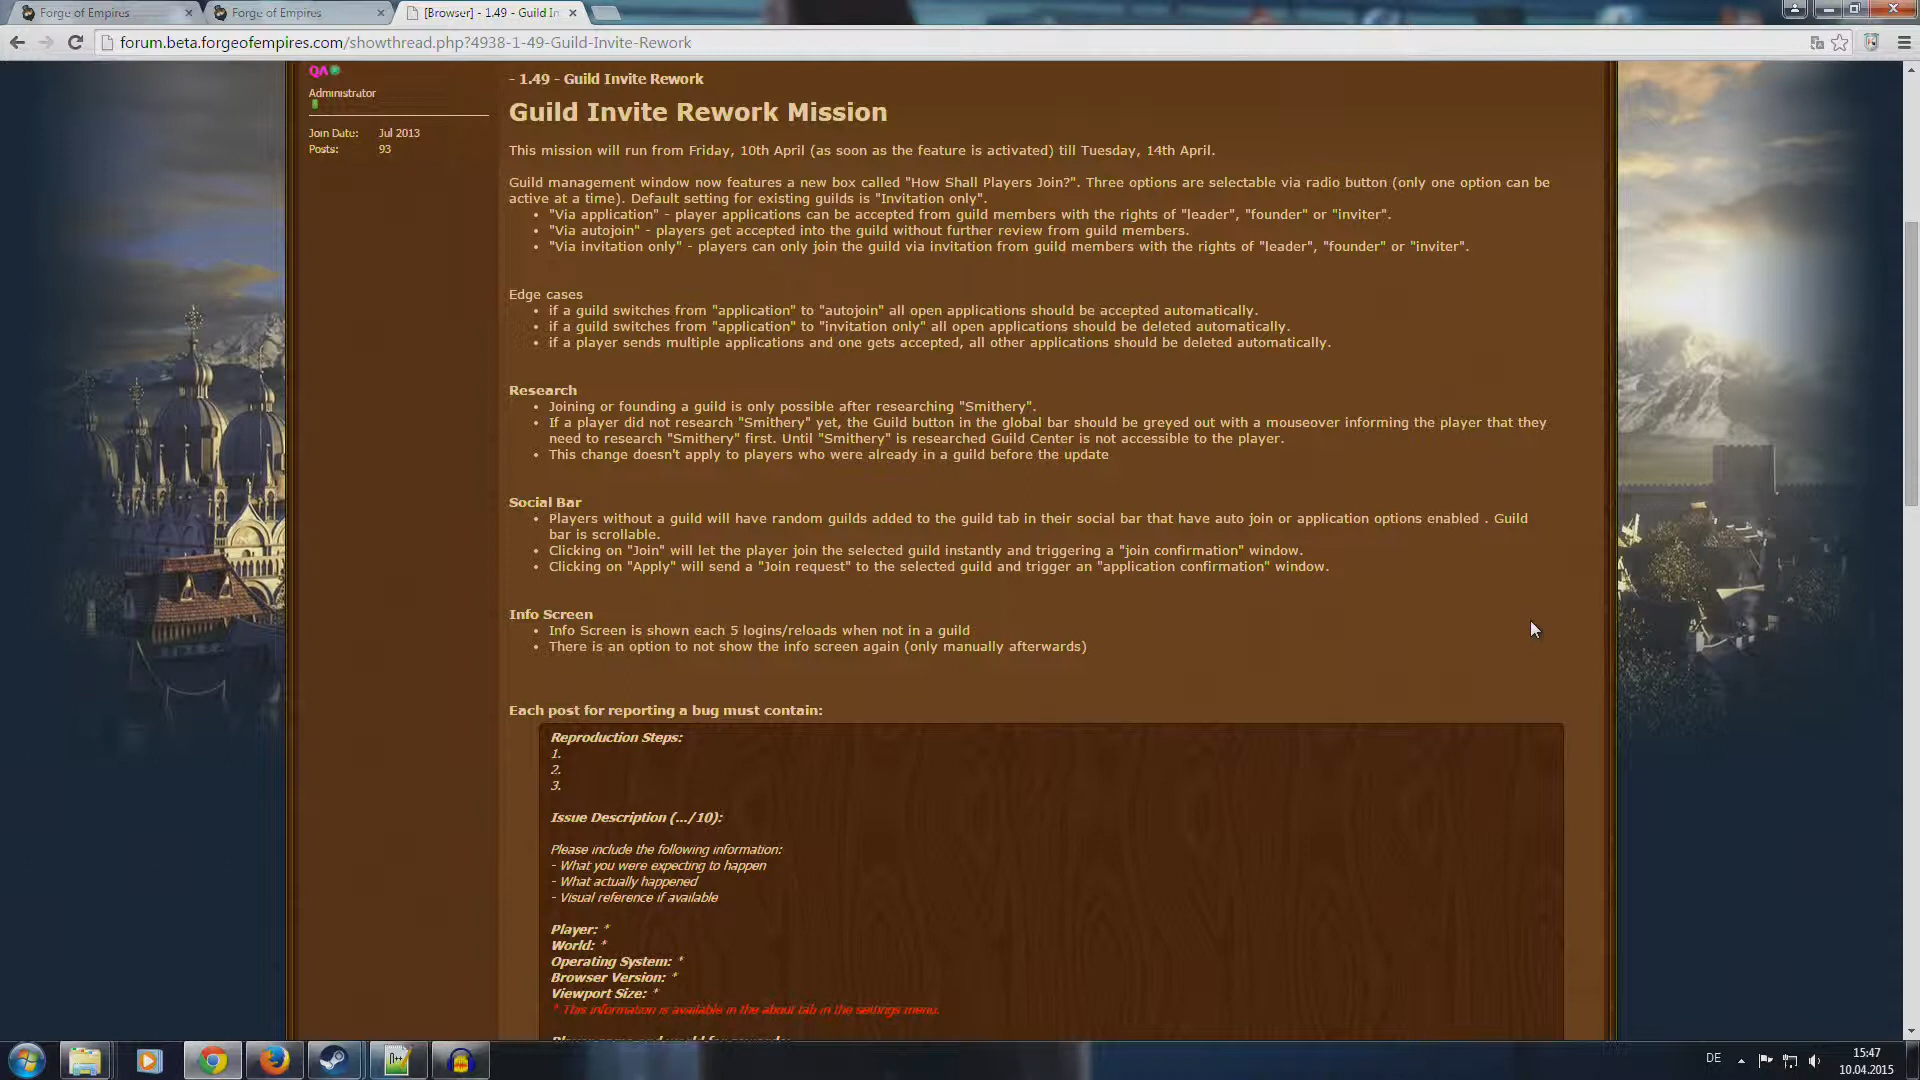 Forge of Empires
Forge of Empires
[Browser] - 1.49 - Guild In
forum.beta.forgeofempires.com/showthread.php?4938-1-49-Guild-Invite-Rework
QA
Administrator
Join Date: Jul 2013
Posts: 93
- 1.49 - Guild Invite Rework
Guild Invite Rework Mission
This mission will run from Friday, 10th April (as soon as the feature is activated) till Tuesday, 14th April.
Guild management window now features a new box called "How Shall Players Join?". Three options are selectable via radio button (only one option can be
active at a time). Default setting for existing guilds is "Invitation only".
• "Via application" - player applications can be accepted from guild members with the rights of "leader", "founder" or "inviter".
• "Via autojoin" - players get accepted into the guild without further review from guild members.
• "Via invitation only" - players can only join the guild via invitation from guild members with the rights of "leader", "founder" or "inviter".
Edge cases
• if a guild switches from "application" to "autojoin" all open applications should be accepted automatically.
• if a guild switches from "application" to "invitation only" all open applications should be deleted automatically.
• if a player sends multiple applications and one gets accepted, all other applications should be deleted automatically.
Research
• Joining or founding a guild is only possible after researching "Smithery".
• If a player did not research "Smithery" yet, the Guild button in the global bar should be greyed out with a mouseover informing the player that they
need to research "Smithery" first. Until "Smithery" is researched Guild Center is not accessible to the player.
• This change doesn't apply to players who were already in a guild before the update
Social Bar
• Players without a guild will have random guilds added to the guild tab in their social bar that have auto join or application options enabled . Guild
bar is scrollable.
• Clicking on "Join" will let the player join the selected guild instantly and triggering a "join confirmation" window.
• Clicking on "Apply" will send a "Join request" to the selected guild and trigger an "application confirmation" window.
Info Screen
• Info Screen is shown each 5 logins/reloads when not in a guild
• There is an option to not show the info screen again (only manually afterwards)
Each post for reporting a bug must contain:
Reproduction Steps:
1.
2.
3.
Issue Description (.../10):
Please include the following information:
- What you were expecting to happen
- What actually happened
- Visual reference if available
Player: *
World: *
Operating System: *
Browser Version: *
Viewport Size: *
* This information is available in the about tab in the settings menu.
DE
15:47
10.04.2015